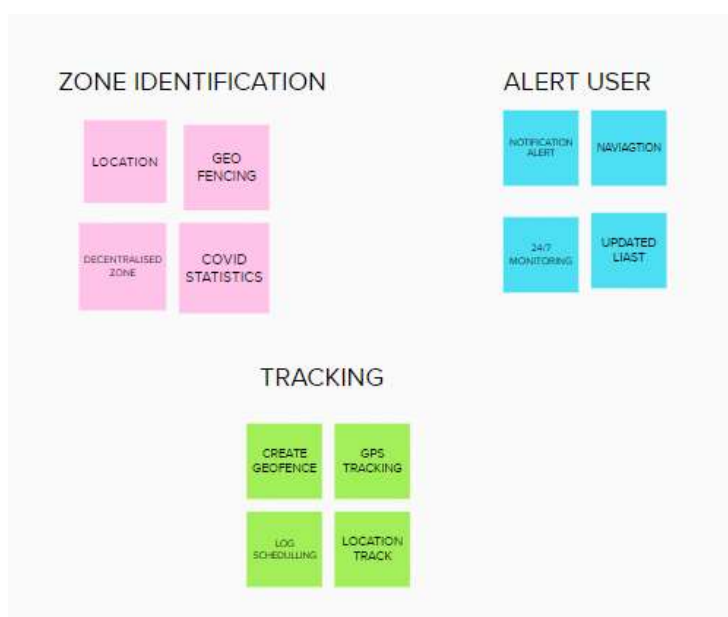 ZONE IDENTIFICATION
LOCATION
GEO
FENCING
DECENTRALISED
ZONE
COVID
STATISTICS
ALERT USER
NOTIFICATION
ALERT
NAVIAGTION
24/7
MONITORING
UPDATED
LIAST
TRACKING
CREATE
GEOFENCE
GPS
TRACKING
LOG
SCHEDULLING
LOCATION
TRACK